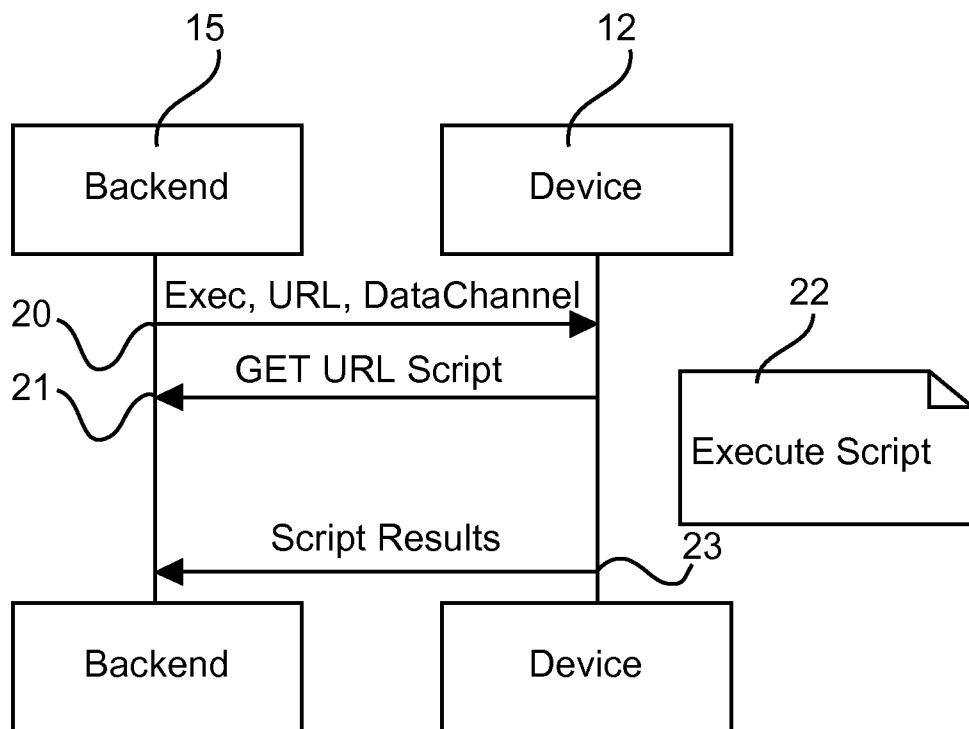 15
12
Backend
Device
20
Exec, URL, DataChannel
22
21
GET URL Script
Execute Script
Script Results
23
Backend
Device